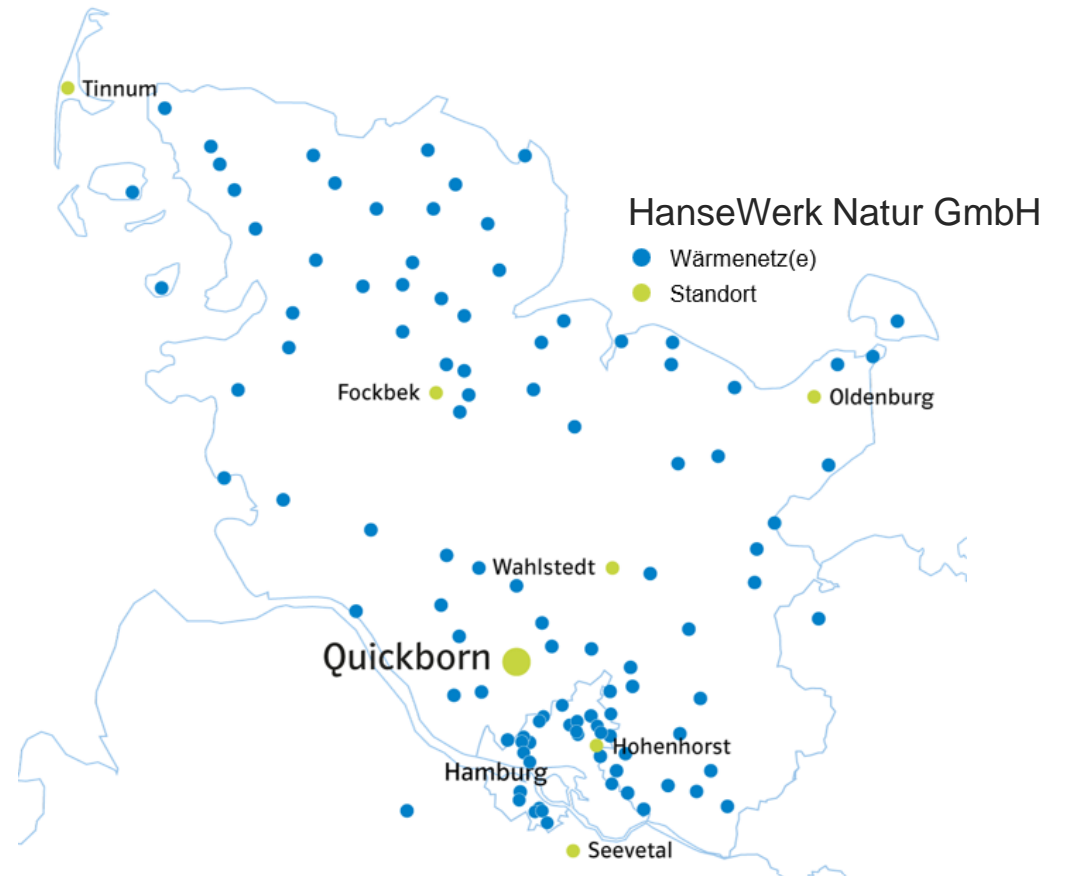 Tinnum
HanseWerk Natur GmbH
Wärmenetz(e)
Standort
Fockbek
Oldenburg
Wahlstedt
Quickborn
Hohenhorst
Hamburg
Seevetal